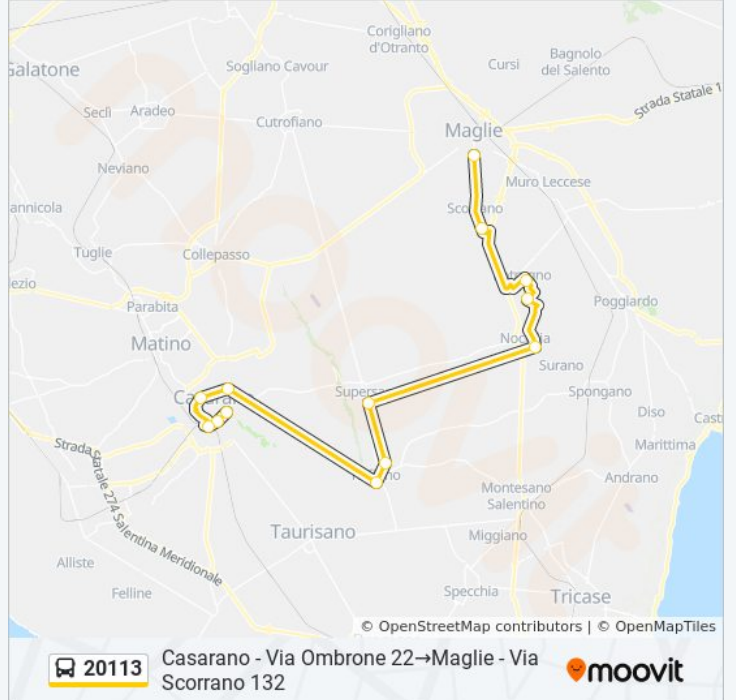 Corigliano
d'Otranto
Bagnolo
del Salento
Cursi
Galatone
Sogliano Cavour
Strada Statale 1
Seclì
Aradeo
Cutrofiano
Maglie
Neviano
Muro Leccese
annicola
Tuglie
Collepasso
ezio
Parabita
Poggiardo
Matino
Surano
Spongano
Diso
Cast
Marittima
Strada Statale 274 Salentina Meridionale
Andrano
Montesano
Salentino
Taurisano
Miggiano
Alliste
Felline
Specchia
Tricase
© OpenStreetMap contributors | © OpenMapTiles
20113
Casarano - Via Ombrone 22→Maglie - Via
Scorrano 132
moovit